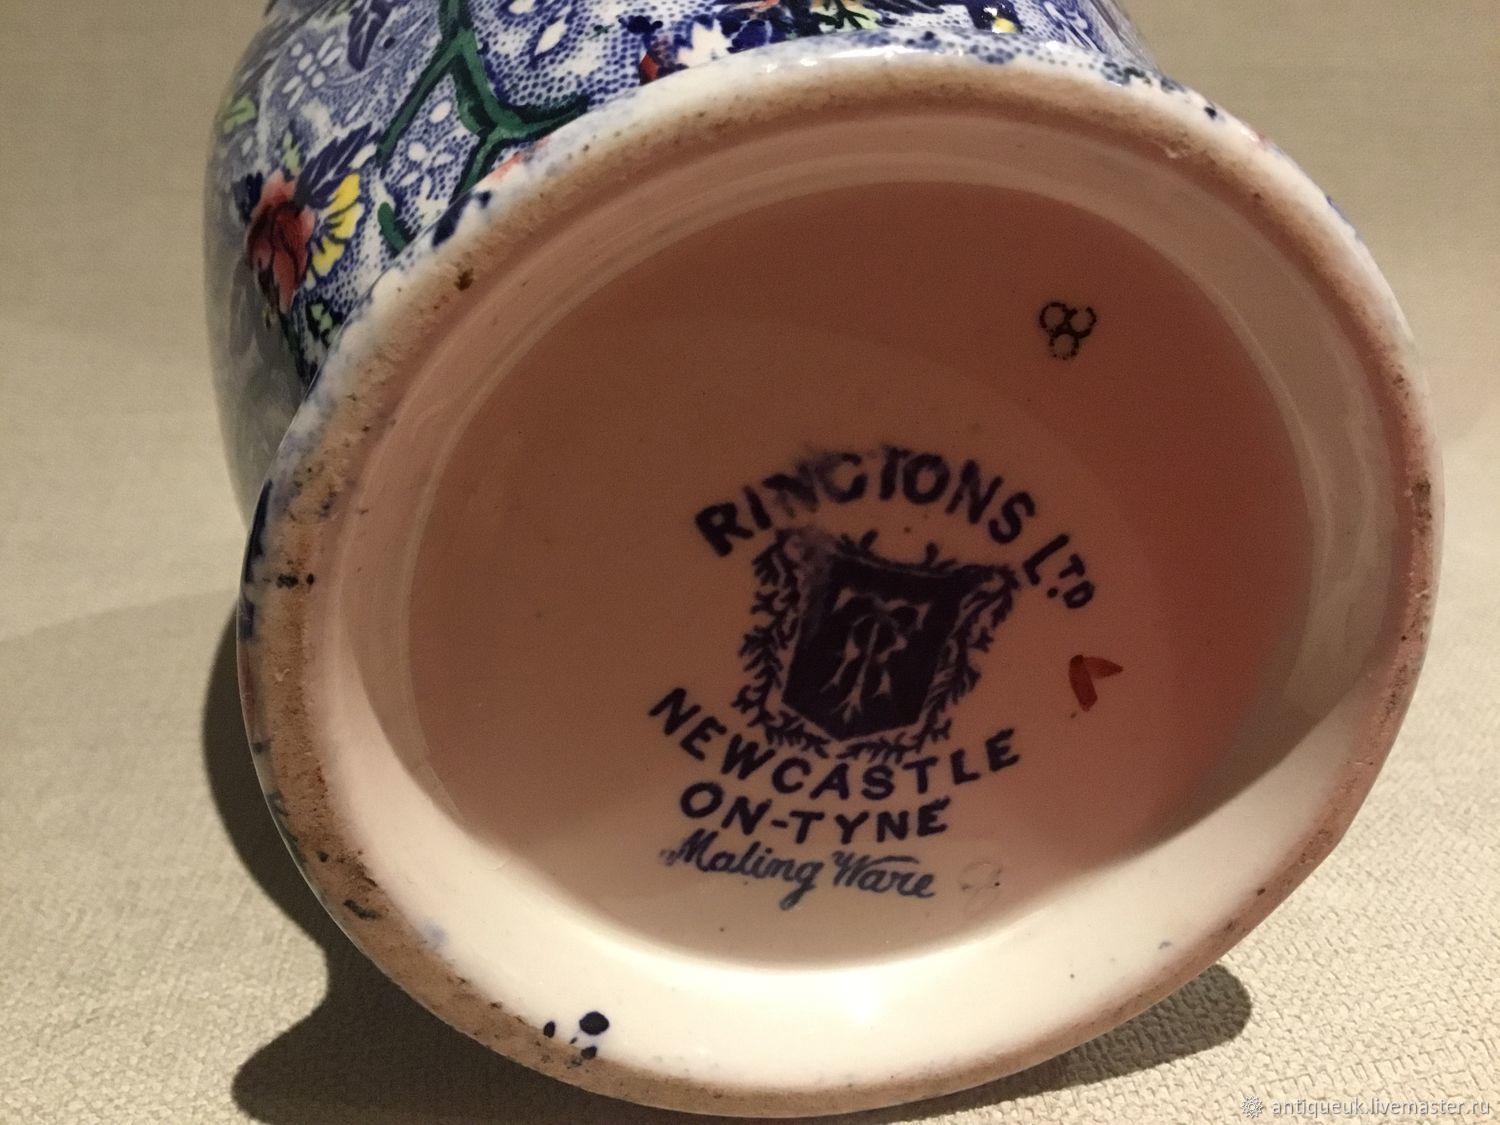 RINGTONS LTD
R
NEWCASTLE
ON-TYNE
Maling Ware
antiqueuk.livemaster.ru